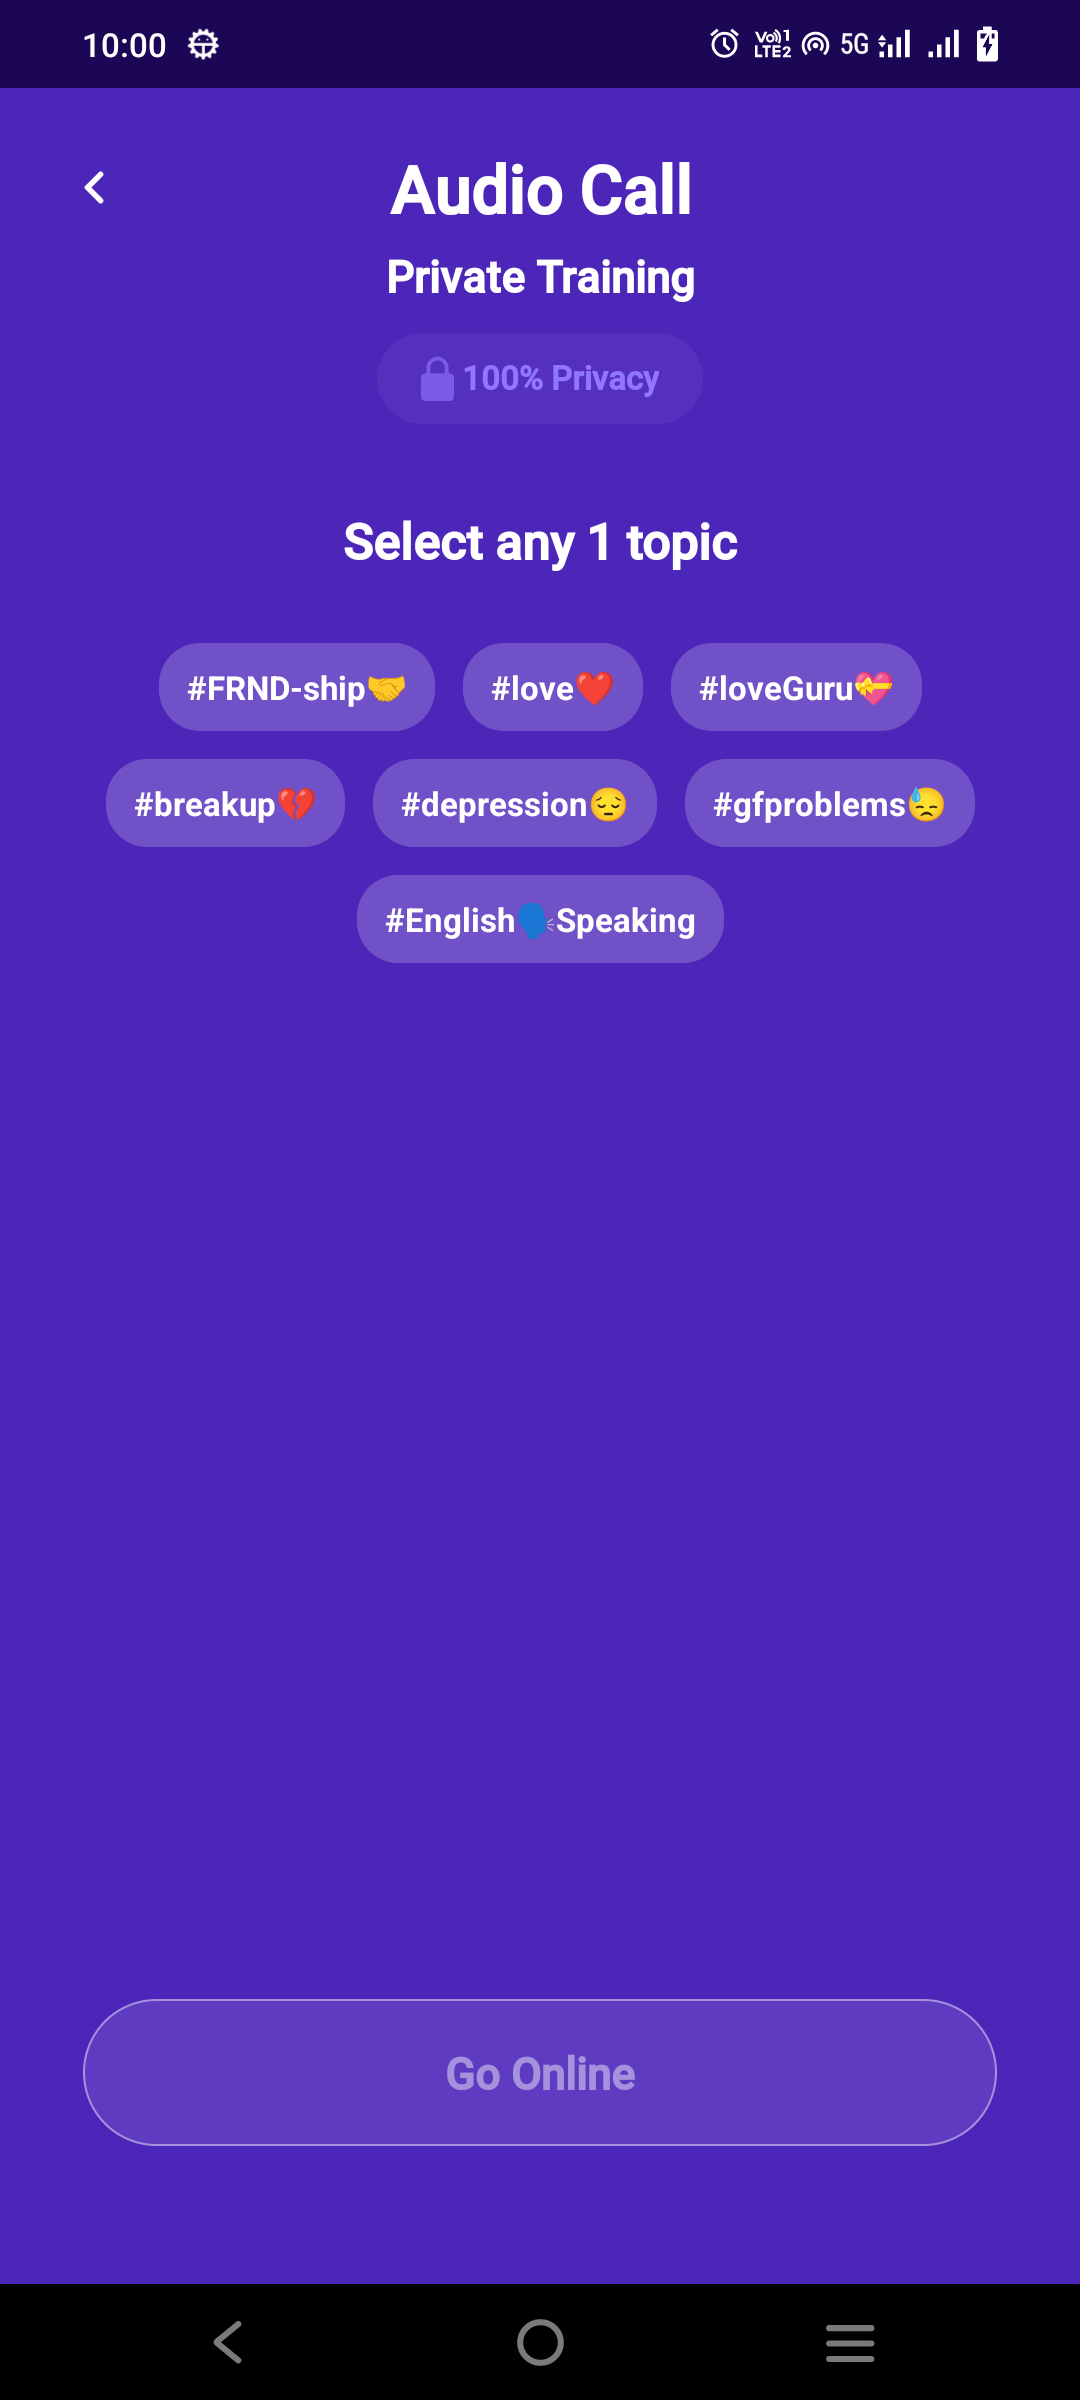 10:00 Vo 1 LTE2 5G
Audio Call
Private Training
100% Privacy
Select any 1 topic
#FRND-ship🤝 #love❤️ #loveGuru💝
#breakup💔 #depression😔 #gfproblems😓
#English🗣️Speaking
Go Online